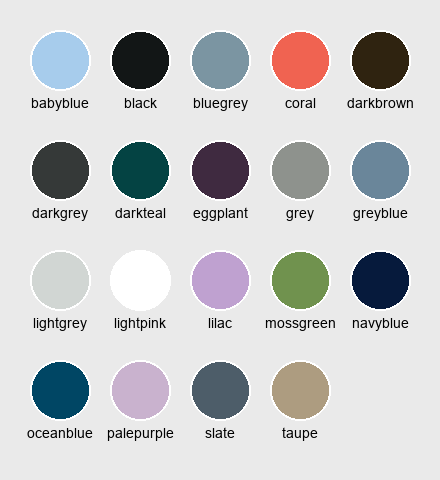 babyblue black bluegrey coral darkbrown
darkgrey darkteal eggplant grey greyblue
lightgrey lightpink lilac mossgreen navyblue
oceanblue palepurple slate taupe